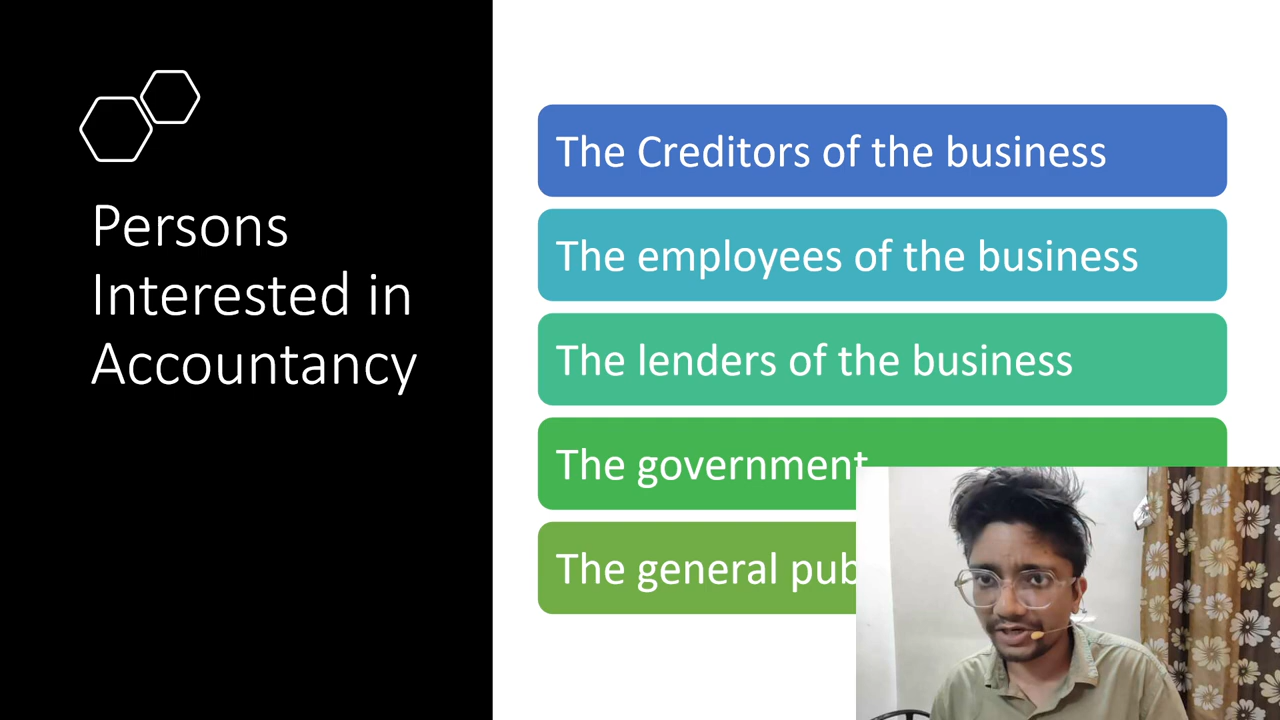 Persons
Interested in
Accountancy
The Creditors of the business
The employees of the business
The lenders of the business
The government
The general